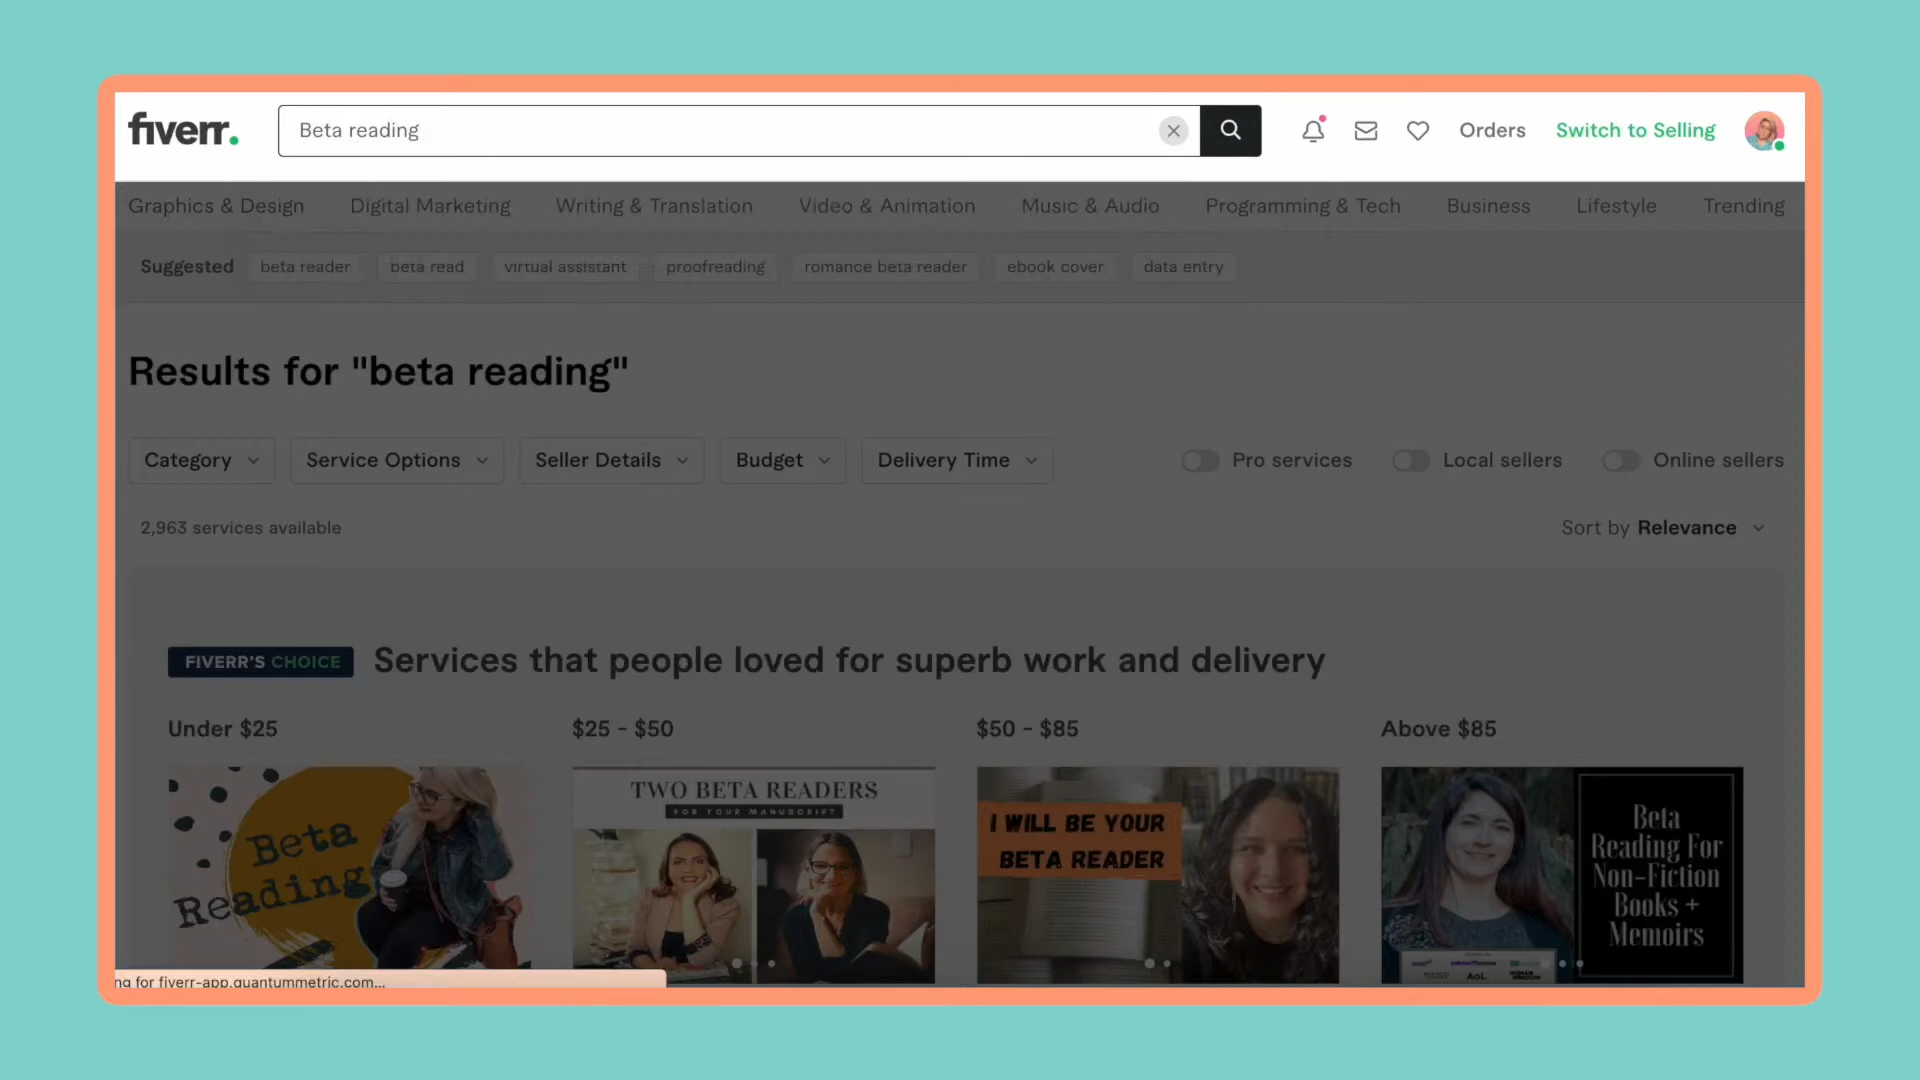 fiverr.
Beta reading
Orders
Switch to Selling
Graphics & Design
Digital Marketing
Writing & Translation
Video & Animation
Music & Audio
Programming & Tech
Business
Lifestyle
Trending
Suggested
beta reader
beta read
virtual assistant
proofreading
romance beta reader
ebook cover
data entry
Results for "beta reading"
Category
Service Options
Seller Details
Budget
Delivery Time
Pro services
Local sellers
Online sellers
2,963 services available
Sort by Relevance
FIVERR'S CHOICE
Services that people loved for superb work and delivery
Under $25
$25 - $50
$50 - $85
Above $85
Beta
Reading
TWO BETA READERS
FOR YOUR MANUSCRIPT
I WILL BE YOUR
BETA READER
Beta
Reading For
Non-Fiction
Books +
Memoirs
Aol.
ng for fiverr-app.quantummetric.com...